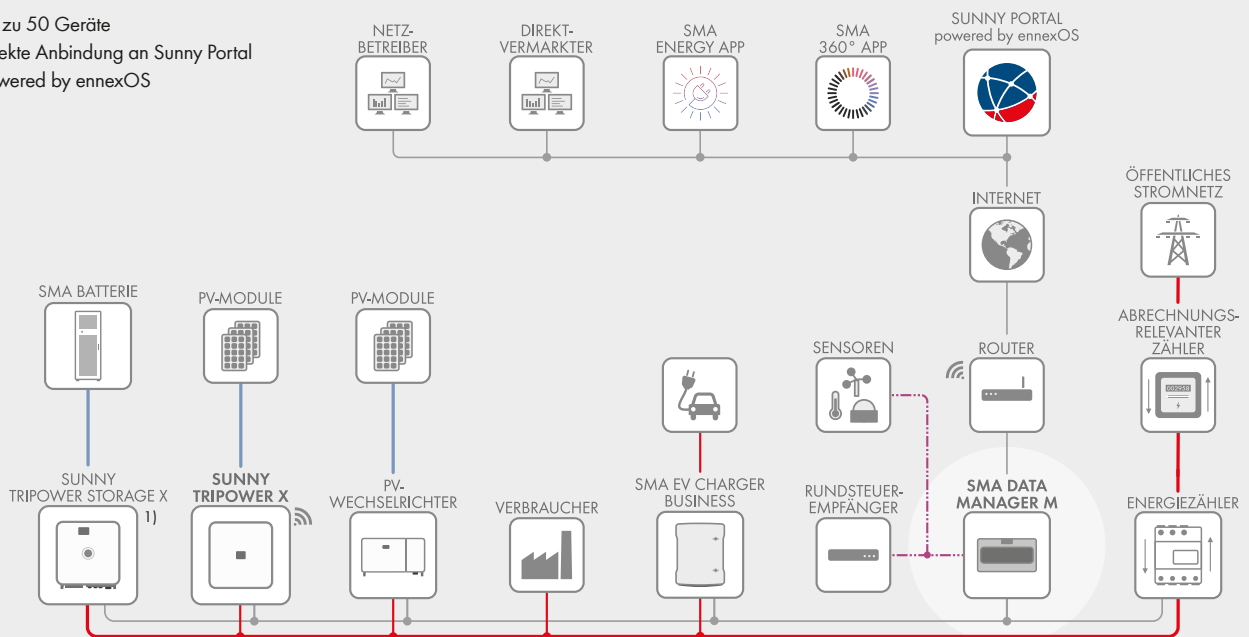 zu 50 Geräte
ekte Anbindung an Sunny Portal
wered by ennexOS
NETZ-
BETREIBER
DIREKT-
VERMARKTER
SMA
ENERGY APP
SMA
360° APP
SUNNY PORTAL
powered by ennexOS
INTERNET
ÖFFENTLICHES
STROMNETZ
SMA BATTERIE
PV-MODULE
PV-MODULE
SENSOREN
ROUTER
ABRECHNUNGS-
RELEVANTER
ZÄHLER
SUNNY
TRIPOWER STORAGE X
1)
SUNNY
TRIPOWER X
PV-
WECHSELRICHTER
VERBRAUCHER
SMA EV CHARGER
BUSINESS
RUNDSTEUER-
EMPFÄNGER
SMA DATA
MANAGER M
ENERGIEZÄHLER